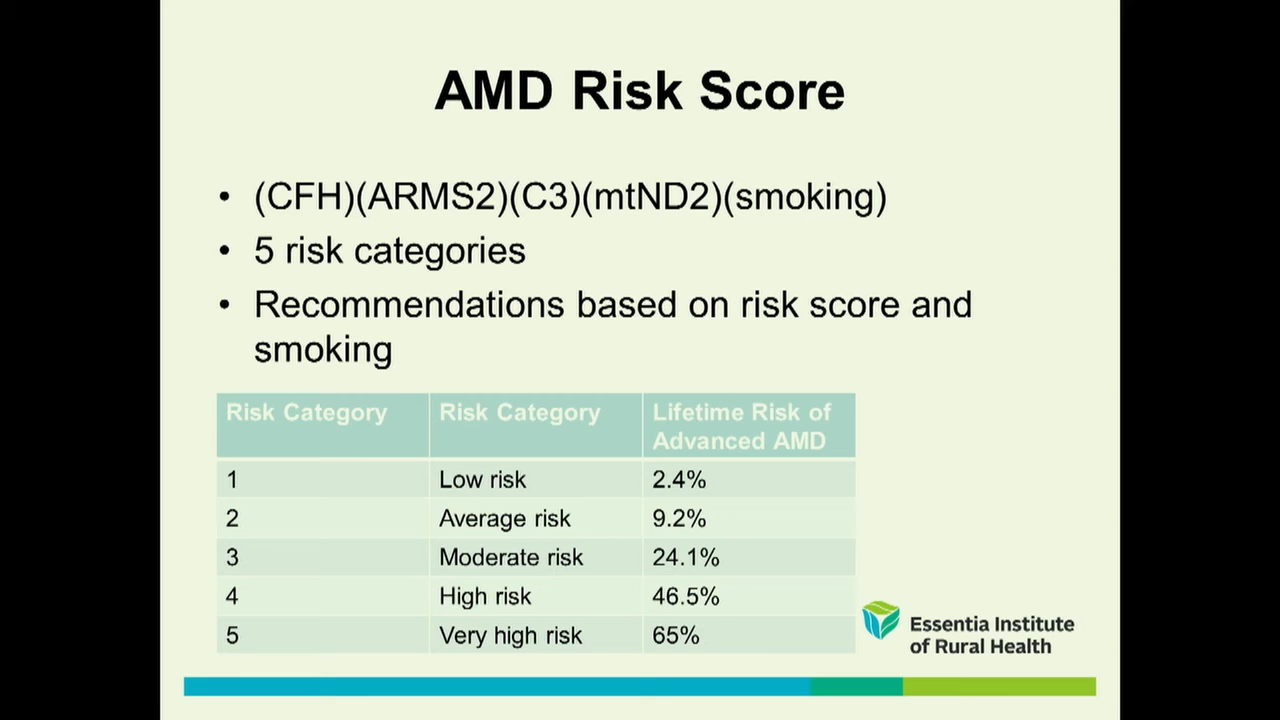 AMD Risk Score
• (CFH)(ARMS2)(C3)(mtND2)(smoking)
• 5 risk categories
• Recommendations based on risk score and
smoking
Risk Category Risk Category Lifetime Risk of
Advanced AMD
1 Low risk 2.4%
2 Average risk 9.2%
3 Moderate risk 24.1%
4 High risk 46.5%
5 Very high risk 65%
Essentia Institute
of Rural Health